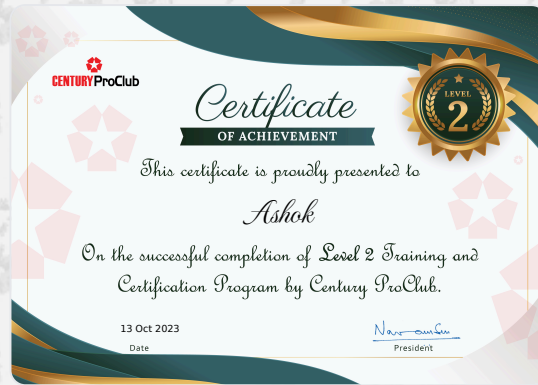 CENTURY ProClub
Certificate
OF ACHIEVEMENT
LEVEL
2
This certificate is proudly presented to
Ashok
On the successful completion of Level 2 Training and
Certification Program by Century ProClub.
13 Oct 2023
Date
President